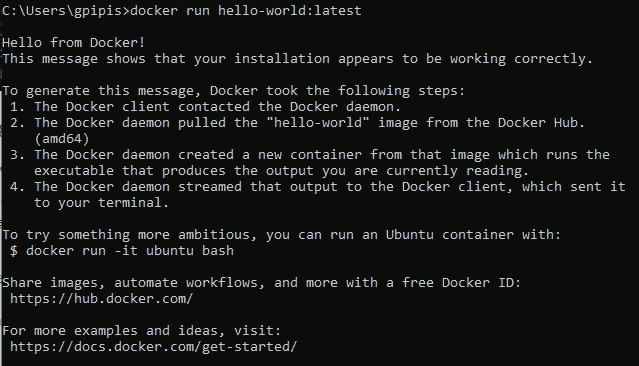 C:\Users\gpipis>docker run hello-world:latest
Hello from Docker!
This message shows that your installation appears to be working correctly.
To generate this message, Docker took the following steps:
1. The Docker client contacted the Docker daemon.
2. The Docker daemon pulled the "hello-world" image from the Docker Hub.
(amd64)
3. The Docker daemon created a new container from that image which runs the
executable that produces the output you are currently reading.
4. The Docker daemon streamed that output to the Docker client, which sent it
to your terminal.
To try something more ambitious, you can run an Ubuntu container with:
$ docker run -it ubuntu bash
Share images, automate workflows, and more with a free Docker ID:
https://hub.docker.com/
For more examples and ideas, visit:
https://docs.docker.com/get-started/